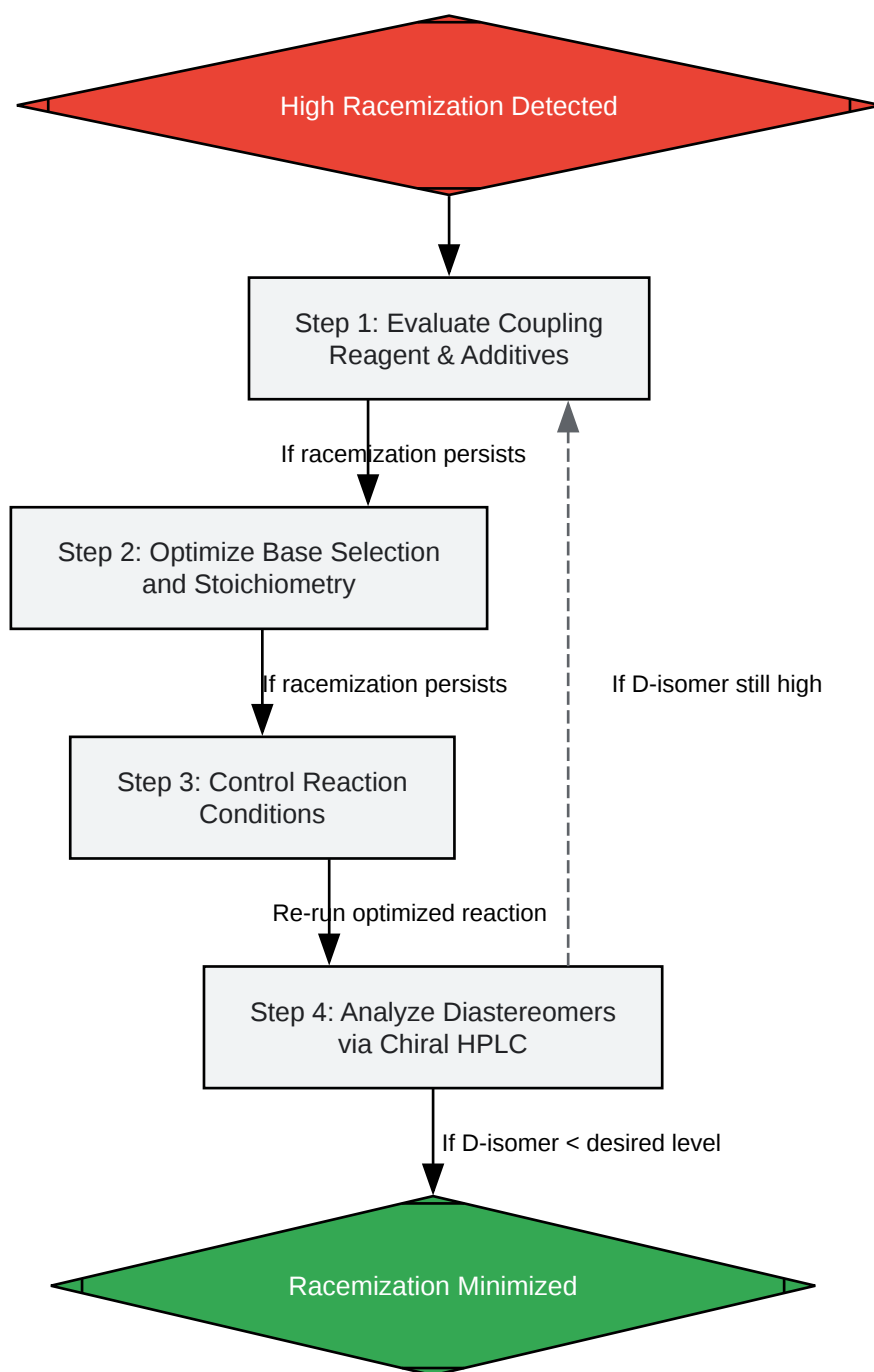 High Racemization Detected
Step 1: Evaluate Coupling
Reagent & Additives
If racemization persists
Step 2: Optimize Base Selection
and Stoichiometry
If racemization persists
If D-isomer still high
Step 3: Control Reaction
Conditions
Re-run optimized reaction
Step 4: Analyze Diastereomers
via Chiral HPLC
If D-isomer < desired level
Racemization Minimized